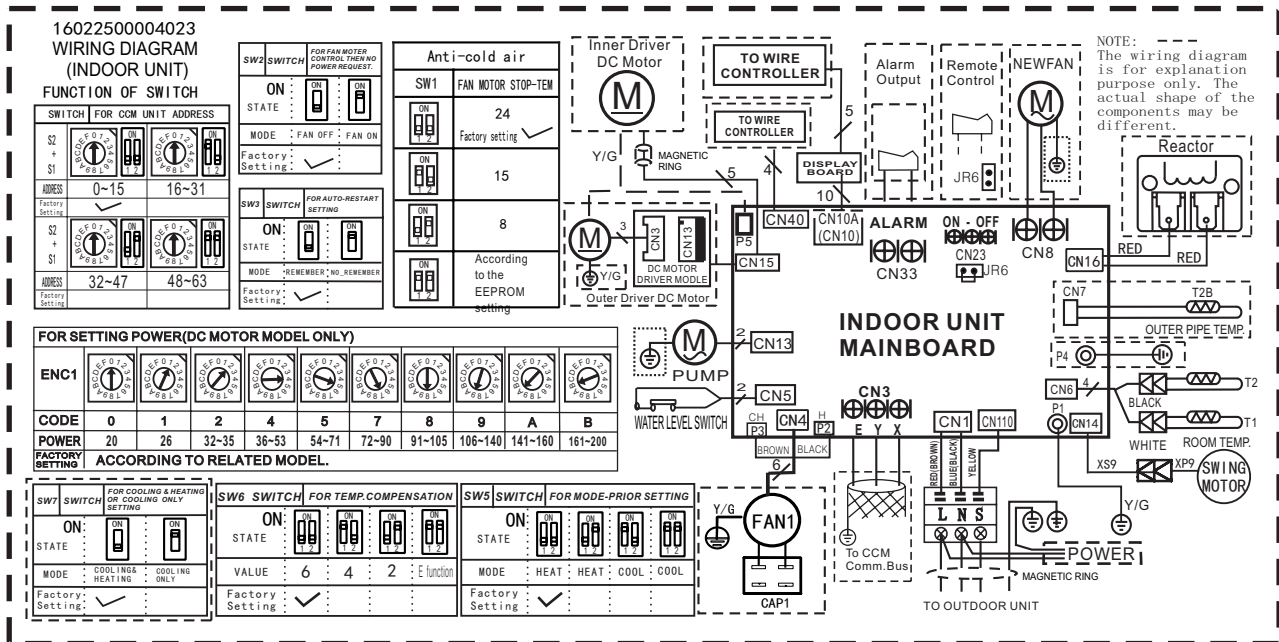 16022500004023
WIRING DIAGRAM
(INDOOR UNIT)
FUNCTION OF SWITCH
SWITCH FOR CCM UNIT ADDRESS
S2
+
S1
ADDRESS 0~15 16~31
Factory
Setting
S2
+
S1
ADDRESS 32~47 48~63
Factory
Setting
SW2 SWITCH FOR FAN MOTER
CONTROL THEN NO
POWER REQUEST.
ON
STATE
MODE FAN OFF FAN ON
Factory
Setting:
SW3 SWITCH FOR AUTO-RESTART
SETTING
ON
STATE
MODE REMEMBER NO_REMEMBER
Factory
Setting:
Anti-cold air
SW1 FAN MOTOR STOP-TEM
24
Factory setting
15
8
According
to the
EEPROM
setting
Inner Driver
DC Motor
M
Y/G
MAGNETIC
RING
5
TO WIRE
CONTROLLER
5
TO WIRE
CONTROLLER
4
DISPLAY
BOARD
10
Alarm
Output
Remote
Control
JR6
NEWFAN
M
NOTE:
The wiring diagram
is for explanation
purpose only. The
actual shape of the
components may be
different.
Reactor
RED
RED
M
3
CN3
CN13
Y/G
DC MOTOR
DRIVER MODLE
Outer Driver DC Motor
P5
CN40
CN10A
(CN10)
ALARM
CN33
ON - OFF
CN23
JR6
CN8
CN15
CN16
INDOOR UNIT
MAINBOARD
CN7
T2B
OUTER PIPE TEMP.
P4
M
PUMP
2
CN13
WATER LEVEL SWITCH
2
CN5
CN6
4
BLACK
T2
WHITE
T1
ROOM TEMP.
CN4
CH
P3
H
P2
BROWN
BLACK
6
CN3
E Y X
CN1
CN110
P1
CN14
RED(BROWN)
BLUE(BLACK)
YELLOW
XS9
XP9
SWING
MOTOR
Y/G
FOR SETTING POWER(DC MOTOR MODEL ONLY)
ENC1
CODE 0 1 2 4 5 7 8 9 A B
POWER 20 26 32~35 36~53 54~71 72~90 91~105 106~140 141~160 161~200
FACTORY
SETTING ACCORDING TO RELATED MODEL.
SW7 SWITCH FOR COOLING & HEATING
OR COOLING ONLY
SETTING
ON
STATE
MODE COOLING&
HEATING COOLING
ONLY
Factory
Setting
SW6 SWITCH FOR TEMP.COMPENSATION
ON
STATE
VALUE 6 4 2 E function
Factory
Setting
SW5 SWITCH FOR MODE-PRIOR SETTING
ON
STATE
MODE HEAT HEAT COOL COOL
Factory
Setting
Y/G
FAN1
CAP1
To CCM
Comm.Bus
L N S
POWER
MAGNETIC RING
TO OUTDOOR UNIT